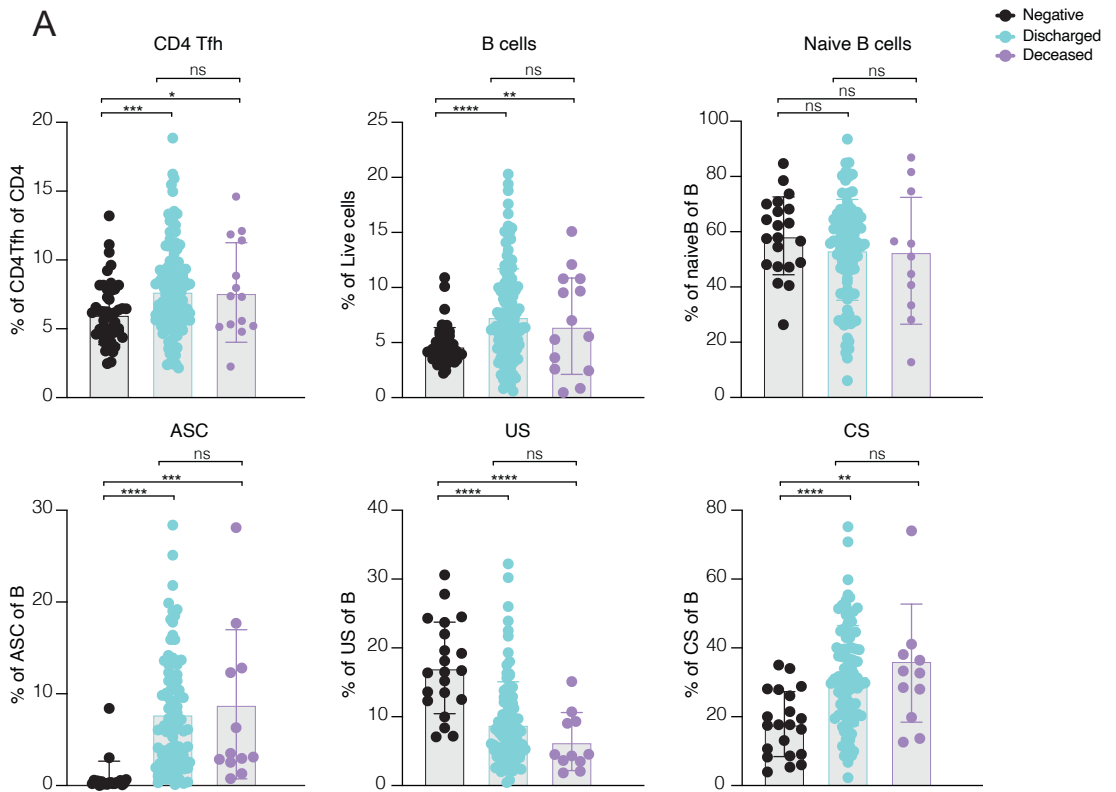 A
Negative
Discharged
Deceased
CD4 Tfh
ns
*
***
% of CD4Tfh of CD4
20
15
10
5
0
B cells
ns
**
****
% of Live cells
25
20
15
10
5
0
Naive B cells
ns
ns
ns
% of naiveB of B
100
80
60
40
20
0
ASC
ns
***
****
% of ASC of B
30
20
10
0
US
ns
****
****
% of US of B
40
30
20
10
0
CS
ns
**
****
% of CS of B
80
60
40
20
0